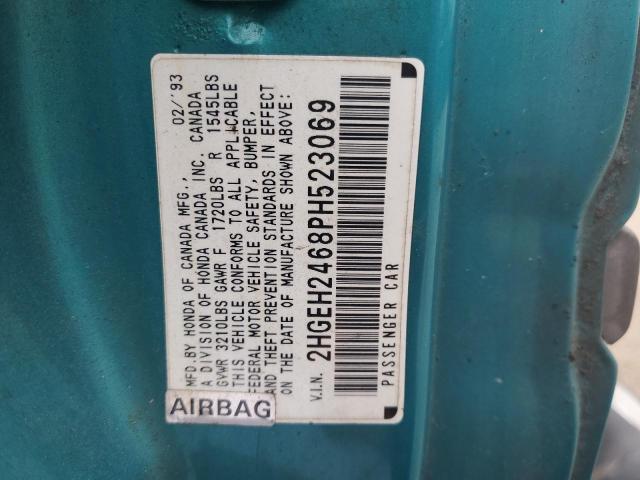 MFD.BY HONDA OF CANADA MFG., 02/'93
A DIVISION OF HONDA CANADA INC. CANADA
GVWR 3210LBS GAWR F 1720LBS R 1545LBS
THIS VEHICLE CONFORMS TO ALL APPLICABLE
FEDERAL MOTOR VEHICLE SAFETY, BUMPER,
AND THEFT PREVENTION STANDARDS IN EFFECT
ON THE DATE OF MANUFACTURE SHOWN ABOVE:
V.I.N. 2HGEH2468PH523069
PASSENGER CAR
AIRBAG